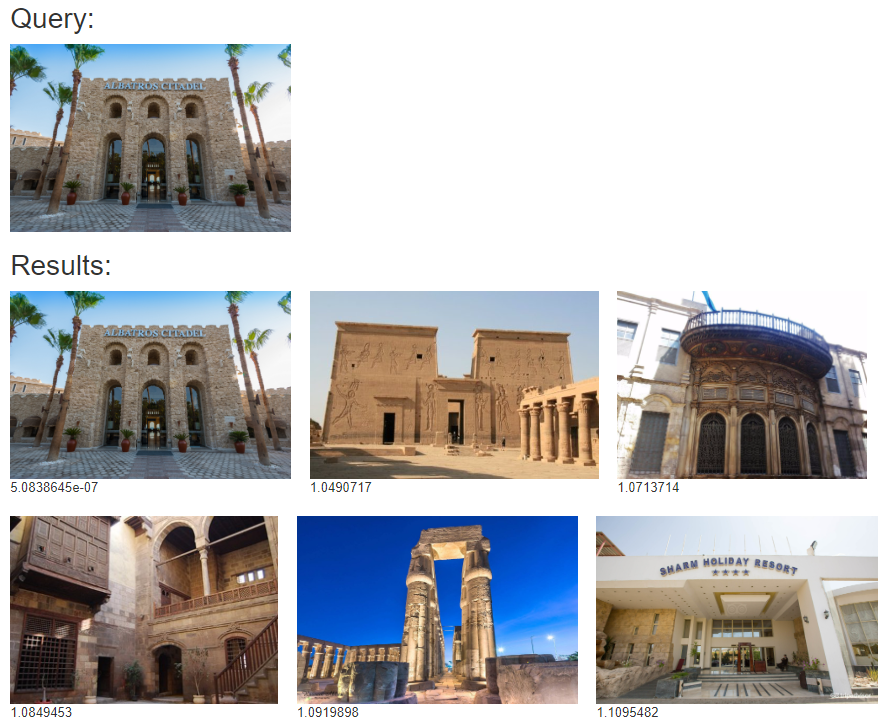 Query:
ALBATROS CITADEL
Results:
ALBATROS CITADEL
5.0838645e-07
1.0490717
1.0713714
SHARM HOLIDAY RESORT
1.0849453
1.0919898
1.1095482